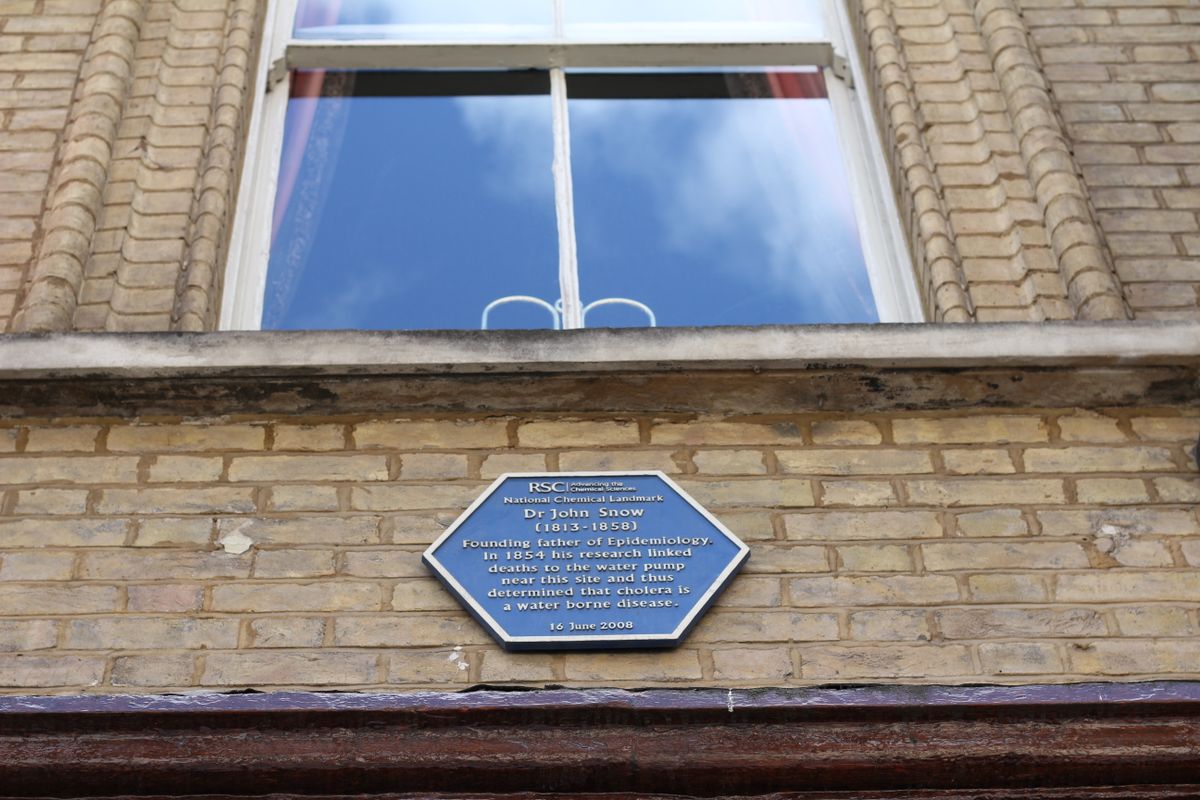 RSC Advancing the
Chemical Sciences
National Chemical Landmark
Dr John Snow
(1813-1858)
Founding father of Epidemiology.
In 1854 his research linked
deaths to the water pump
near this site and thus
determined that cholera is
a water borne disease.
16 June 2008